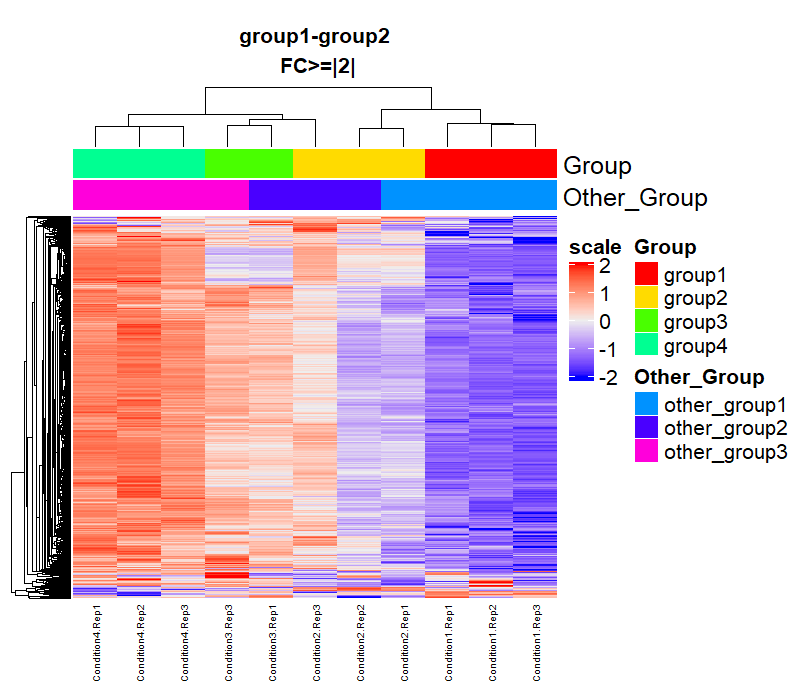 group1-group2
FC>=|2|
Group
Other_Group
scale
2
1
0
-1
-2
Group
group1
group2
group3
group4
Other_Group
other_group1
other_group2
other_group3
Condition4.Rep1
Condition4.Rep2
Condition4.Rep3
Condition3.Rep3
Condition3.Rep1
Condition2.Rep3
Condition2.Rep2
Condition2.Rep1
Condition1.Rep1
Condition1.Rep2
Condition1.Rep3